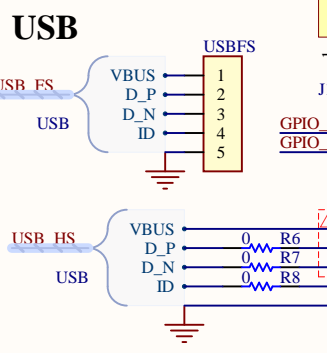 USB
USBFS
VBUS 1
USB_FS
D_P 2
J
USB
D_N 3
GPIO_
ID 4
GPIO_
5
VBUS
USB_HS
D_P 0 R6
D_N 0 R7
USB
ID 0 R8